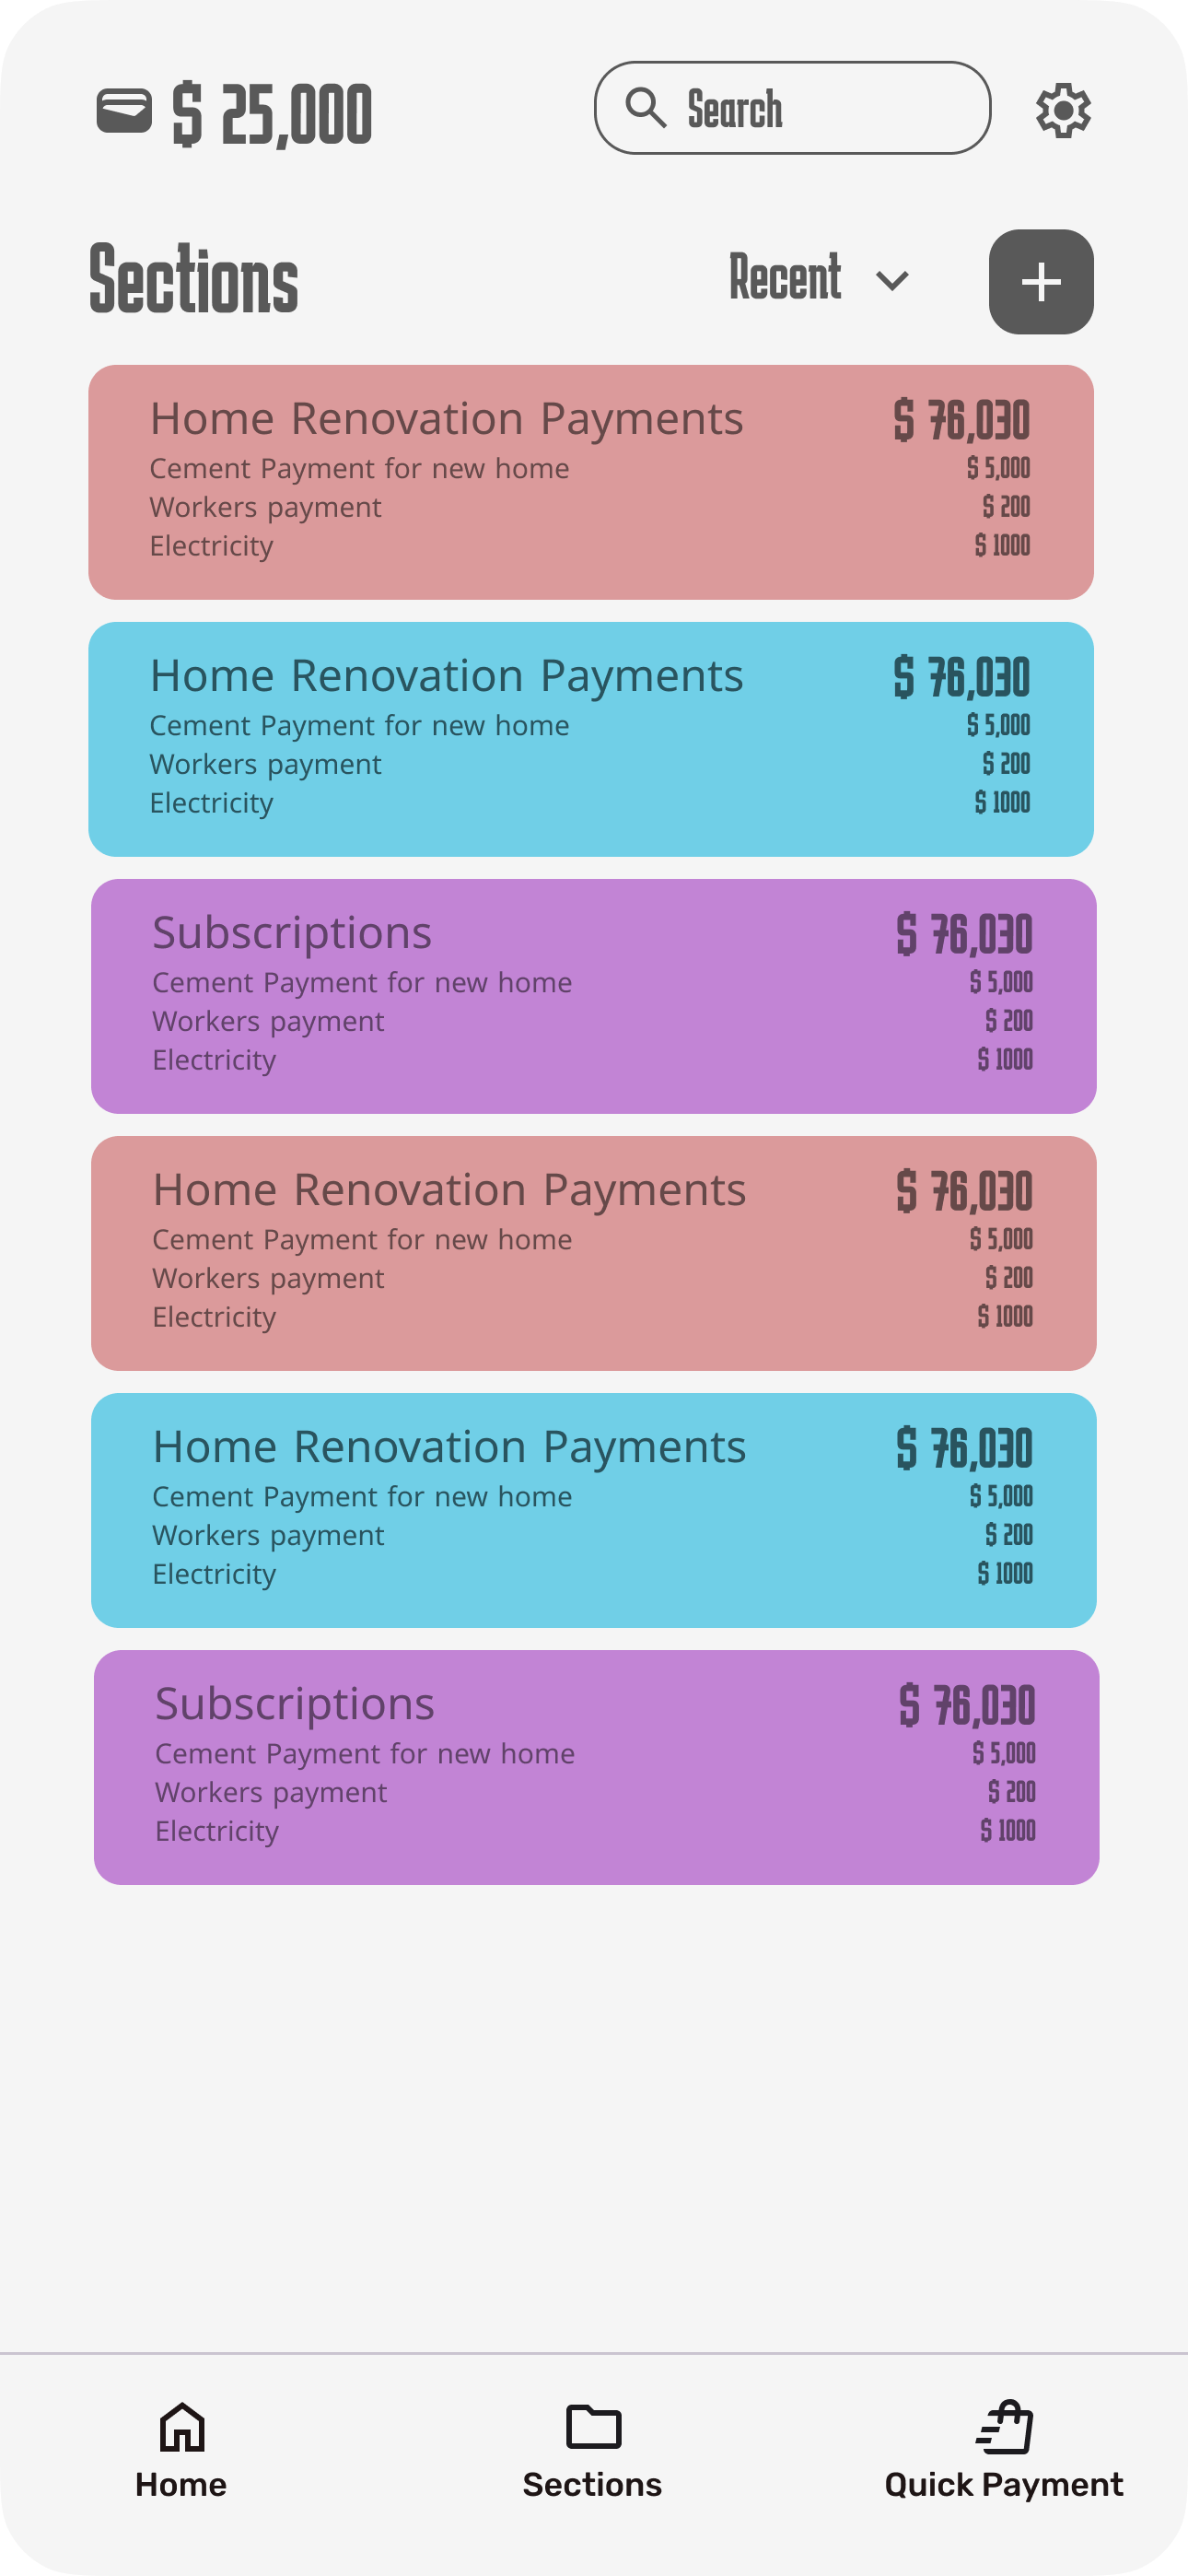 $ 25,000
Search
Sections
Recent
Home Renovation Payments $ 76,030
Cement Payment for new home $ 5,000
Workers payment $ 200
Electricity $ 1000
Home Renovation Payments $ 76,030
Cement Payment for new home $ 5,000
Workers payment $ 200
Electricity $ 1000
Subscriptions $ 76,030
Cement Payment for new home $ 5,000
Workers payment $ 200
Electricity $ 1000
Home Renovation Payments $ 76,030
Cement Payment for new home $ 5,000
Workers payment $ 200
Electricity $ 1000
Home Renovation Payments $ 76,030
Cement Payment for new home $ 5,000
Workers payment $ 200
Electricity $ 1000
Subscriptions $ 76,030
Cement Payment for new home $ 5,000
Workers payment $ 200
Electricity $ 1000
Home Sections Quick Payment